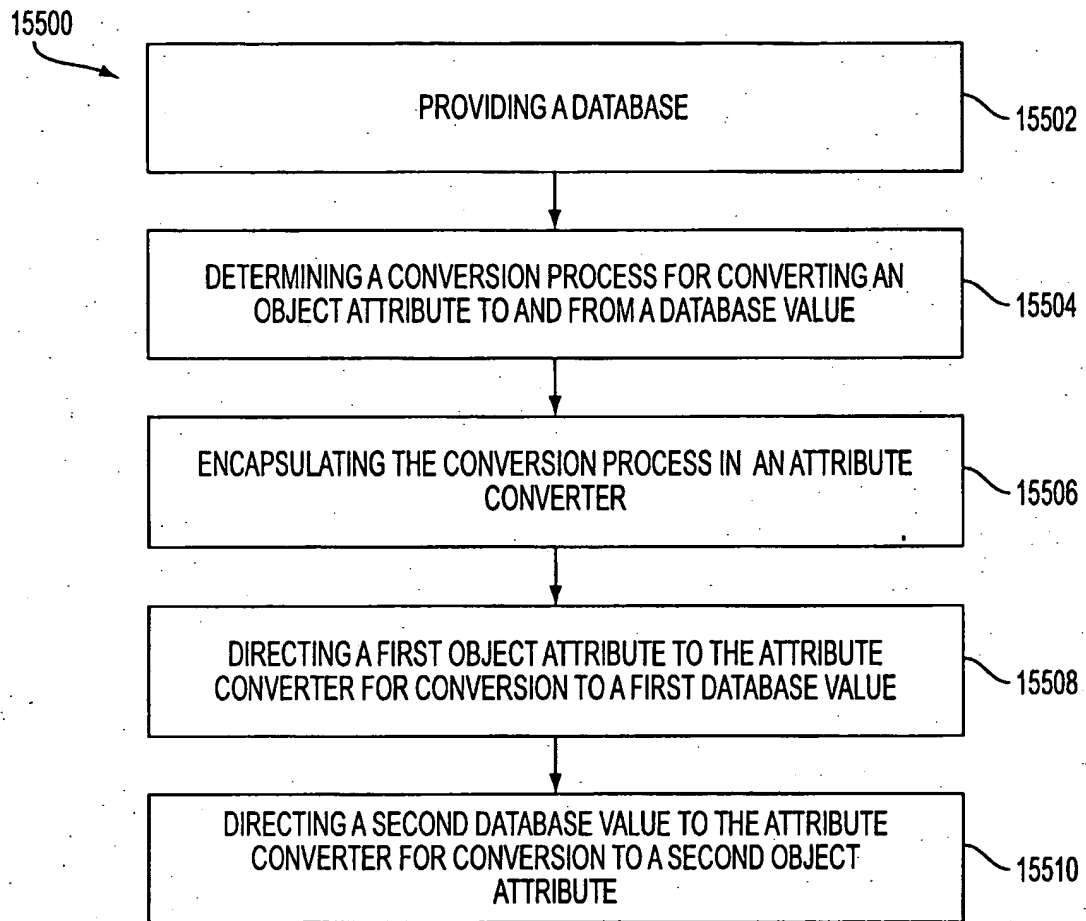 15500
PROVIDING A DATABASE
15502
DETERMINING A CONVERSION PROCESS FOR CONVERTING AN
OBJECT ATTRIBUTE TO AND FROM A DATABASE VALUE
15504
ENCAPSULATING THE CONVERSION PROCESS IN AN ATTRIBUTE
CONVERTER
15506
DIRECTING A FIRST OBJECT ATTRIBUTE TO THE ATTRIBUTE
CONVERTER FOR CONVERSION TO A FIRST DATABASE VALUE
15508
DIRECTING A SECOND DATABASE VALUE TO THE ATTRIBUTE
CONVERTER FOR CONVERSION TO A SECOND OBJECT
ATTRIBUTE
15510